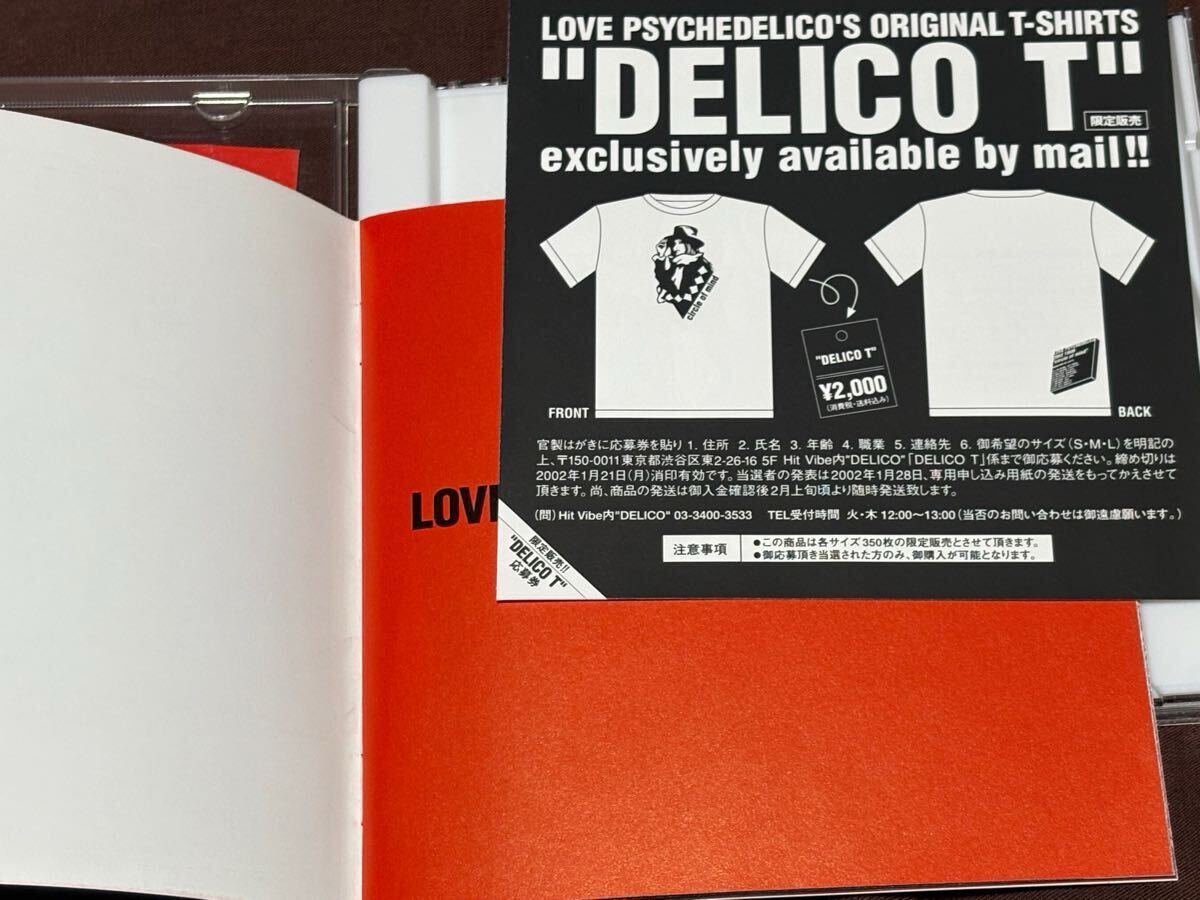 LOVE PSYCHEDELICO'S ORIGINAL T-SHIRTS
"DELICO T"
限定販売
exclusively available by mail!!
circle of mind
"DELICO T"
¥2,000
(消費税・送料込み)
FRONT
BACK
官製はがきに応募券を貼り 1. 住所 2. 氏名 3. 年齢 4. 職業 5. 連絡先 6. 御希望のサイズ(S・M・L)を明記の
上、〒150-0011東京都渋谷区東2-26-16 5F Hit Vibe内"DELICO"「DELICO T」係まで御応募ください。締め切りは
2002年1月21日(月)消印有効です。当選者の発表は2002年1月28日、専用申し込み用紙の発送をもってかえさせて
頂きます。尚、商品の発送は御入金確認後2月上旬頃より随時発送致します。
(問)Hit Vibe内"DELICO" 03-3400-3533 TEL受付時間 火・木 12:00〜13:00(当否のお問い合わせは御遠慮願います。)
注意事項
●この商品は各サイズ350枚の限定販売とさせて頂きます。
●御応募頂き当選された方のみ、御購入が可能となります。
限定販売!!
"DELICO T"
応募券
LOVE